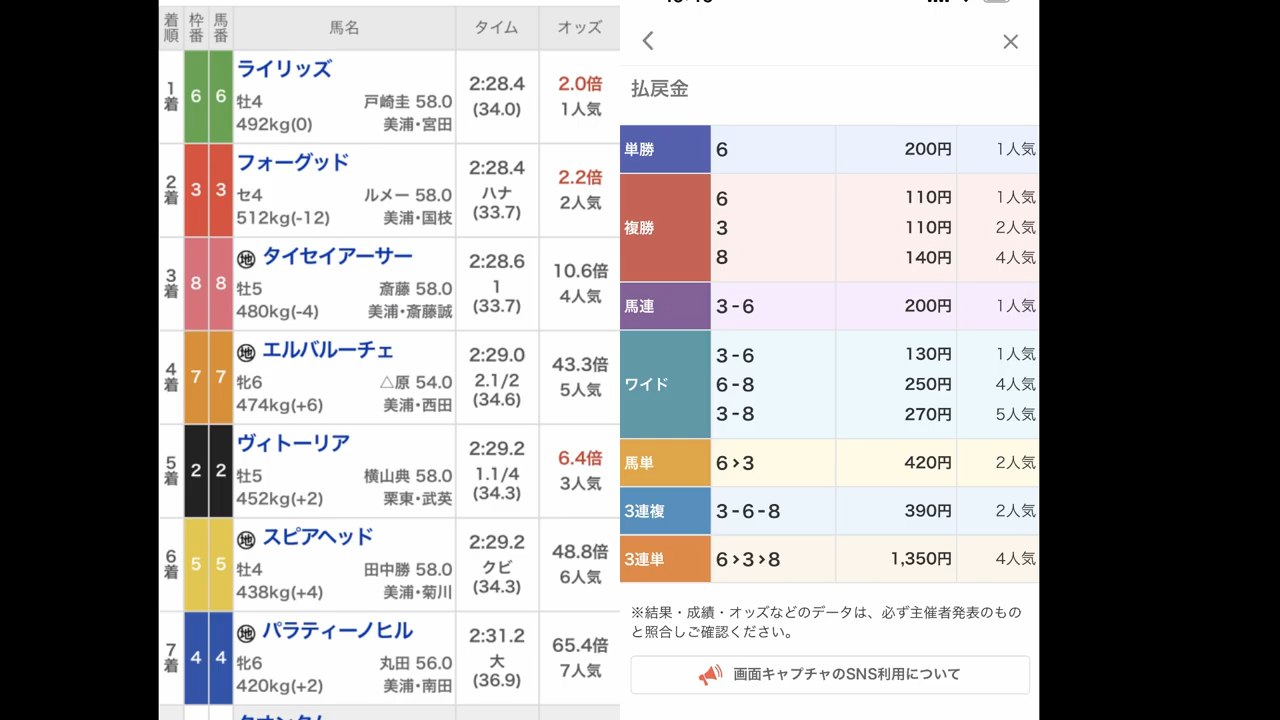 着順 枠番 馬番 馬名 タイム オッズ
1着 6 6 ライリッズ 2:28.4 2.0倍
牡4 戸崎圭 58.0 (34.0) 1人気
492kg(0) 美浦・宮田
2着 3 3 フォーグッド 2:28.4 2.2倍
セ4 ルメー 58.0 ハナ 2人気
512kg(-12) 美浦・国枝 (33.7)
3着 8 8 地 タイセイアーサー 2:28.6 10.6倍
牡5 斎藤 58.0 1 4人気
480kg(-4) 美浦・斎藤誠 (33.7)
4着 7 7 地 エルバルーチェ 2:29.0 43.3倍
牝6 △原 54.0 2.1/2 5人気
474kg(+6) 美浦・西田 (34.6)
5着 2 2 ヴィトーリア 2:29.2 6.4倍
牡5 横山典 58.0 1.1/4 3人気
452kg(+2) 栗東・武英 (34.3)
6着 5 5 地 スピアヘッド 2:29.2 48.8倍
牡4 田中勝 58.0 クビ 6人気
438kg(+4) 美浦・菊川 (34.3)
7着 4 4 地 パラティーノヒル 2:31.2 65.4倍
牝6 丸田 56.0 大 7人気
420kg(+2) 美浦・南田 (36.9)
払戻金
単勝 6 200円 1人気
複勝 6 110円 1人気
3 110円 2人気
8 140円 4人気
馬連 3-6 200円 1人気
ワイド 3-6 130円 1人気
6-8 250円 4人気
3-8 270円 5人気
馬単 6›3 420円 2人気
3連複 3-6-8 390円 2人気
3連単 6›3›8 1,350円 4人気
※結果・成績・オッズなどのデータは、必ず主催者発表のもの
と照合しご確認ください。
画面キャプチャのSNS利用について